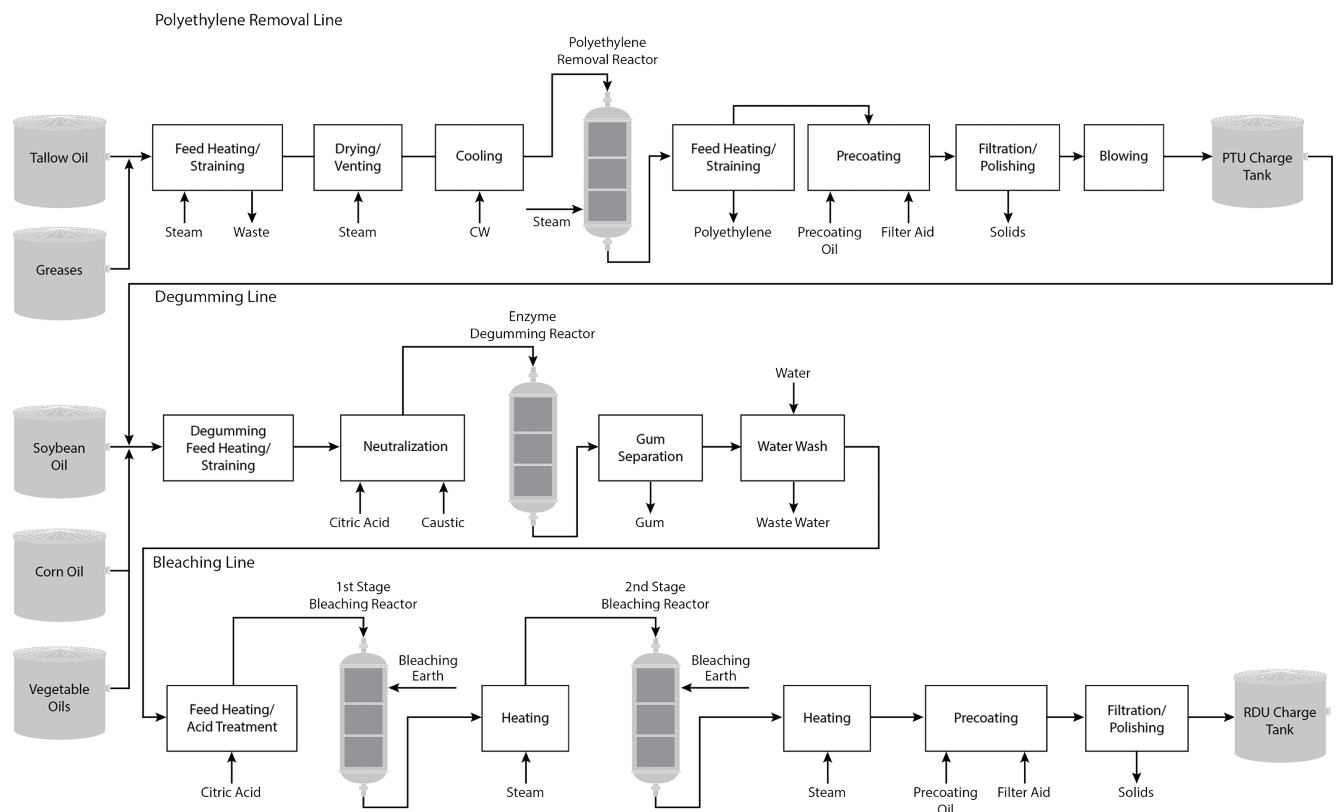 Polyethylene Removal Line
Polyethylene
Removal Reactor
Tallow Oil
Feed Heating/
Straining
Drying/
Venting
Cooling
Feed Heating/
Straining
Precoating
Filtration/
Polishing
Blowing
PTU Charge
Tank
Steam
Waste
Steam
CW
Steam
Polyethylene
Precoating
Oil
Filter Aid
Solids
Greases
Degumming Line
Enzyme
Degumming Reactor
Water
Soybean
Oil
Degumming
Feed Heating/
Straining
Neutralization
Gum
Separation
Water Wash
Citric Acid
Caustic
Gum
Waste Water
Corn Oil
Bleaching Line
1st Stage
Bleaching Reactor
2nd Stage
Bleaching Reactor
Bleaching
Earth
Bleaching
Earth
Vegetable
Oils
Feed Heating/
Acid Treatment
Heating
Heating
Precoating
Filtration/
Polishing
RDU Charge
Tank
Citric Acid
Steam
Steam
Precoating
Oil
Filter Aid
Solids